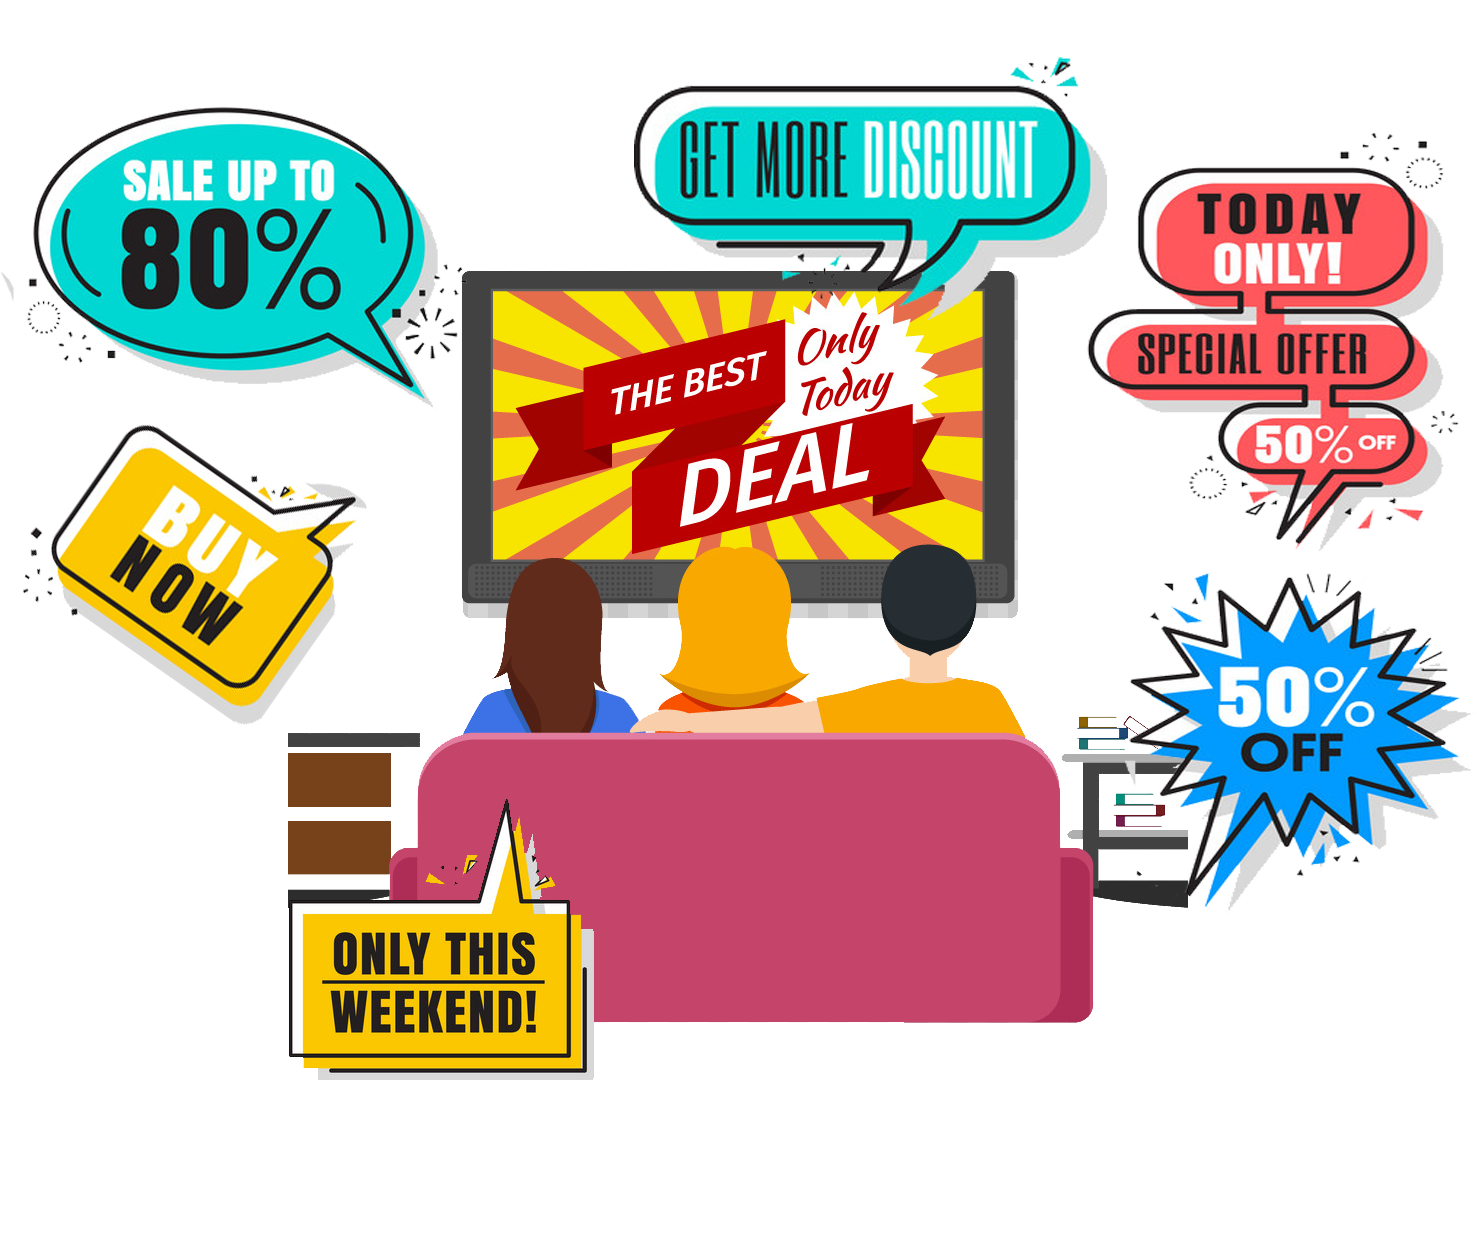 SALE UP TO
80%
GET MORE DISCOUNT
TODAY
ONLY!
SPECIAL OFFER
50% OFF
THE BEST
Only
Today
DEAL
BUY
NOW
50%
OFF
ONLY THIS
WEEKEND!